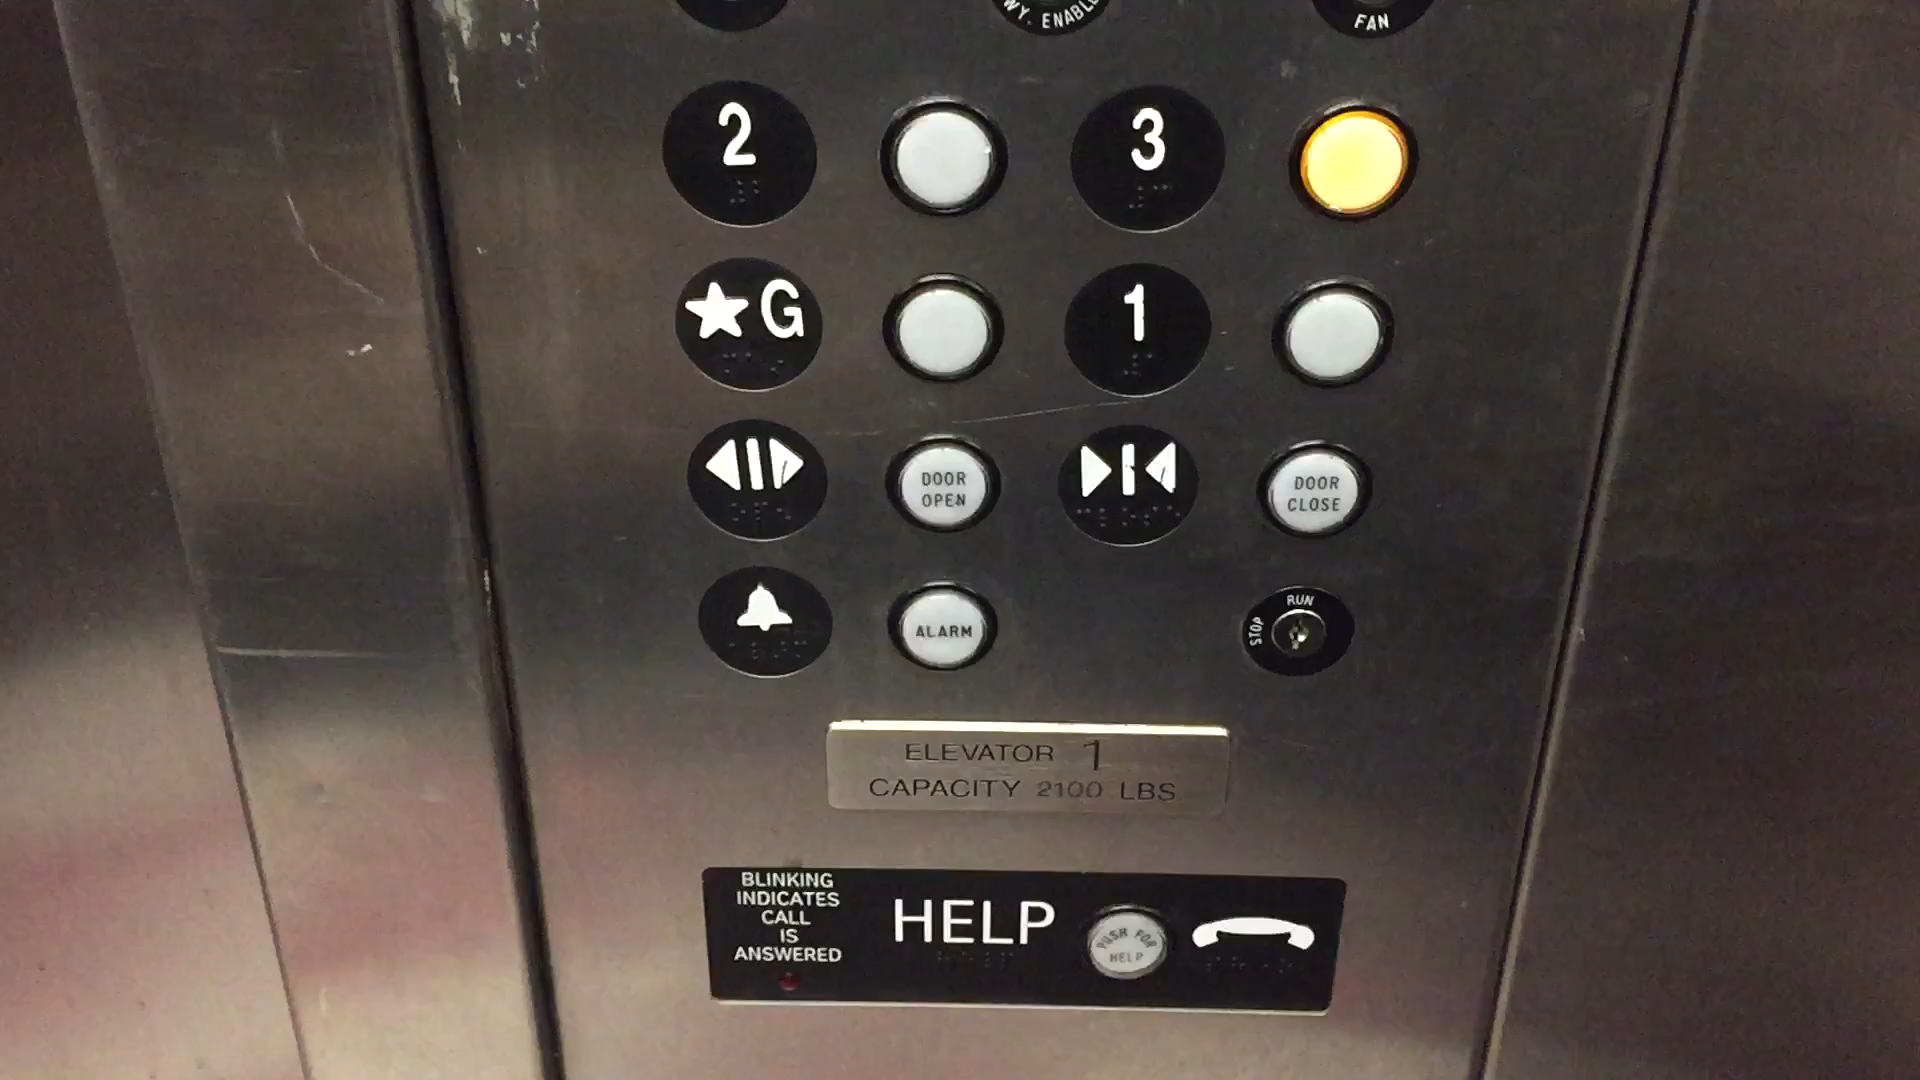 WY. ENABLE
FAN
2
3
★G
1
DOOR
OPEN
DOOR
CLOSE
ALARM
RUN
STOP
ELEVATOR 1
CAPACITY 2100 LBS
BLINKING
INDICATES
CALL
IS
ANSWERED
HELP
PUSH FOR
HELP